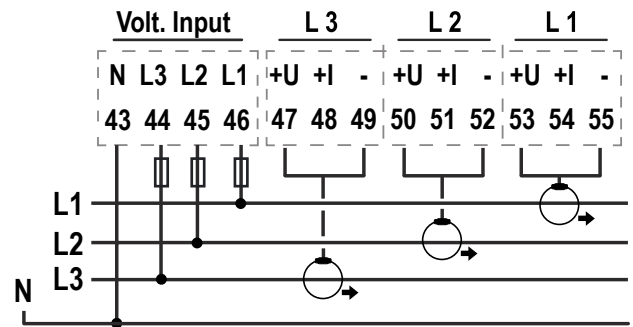 Volt. Input L 3 L 2 L 1
N L3 L2 L1 +U +I - +U +I - +U +I -
43 44 45 46 47 48 49 50 51 52 53 54 55
L1
L2
L3
N